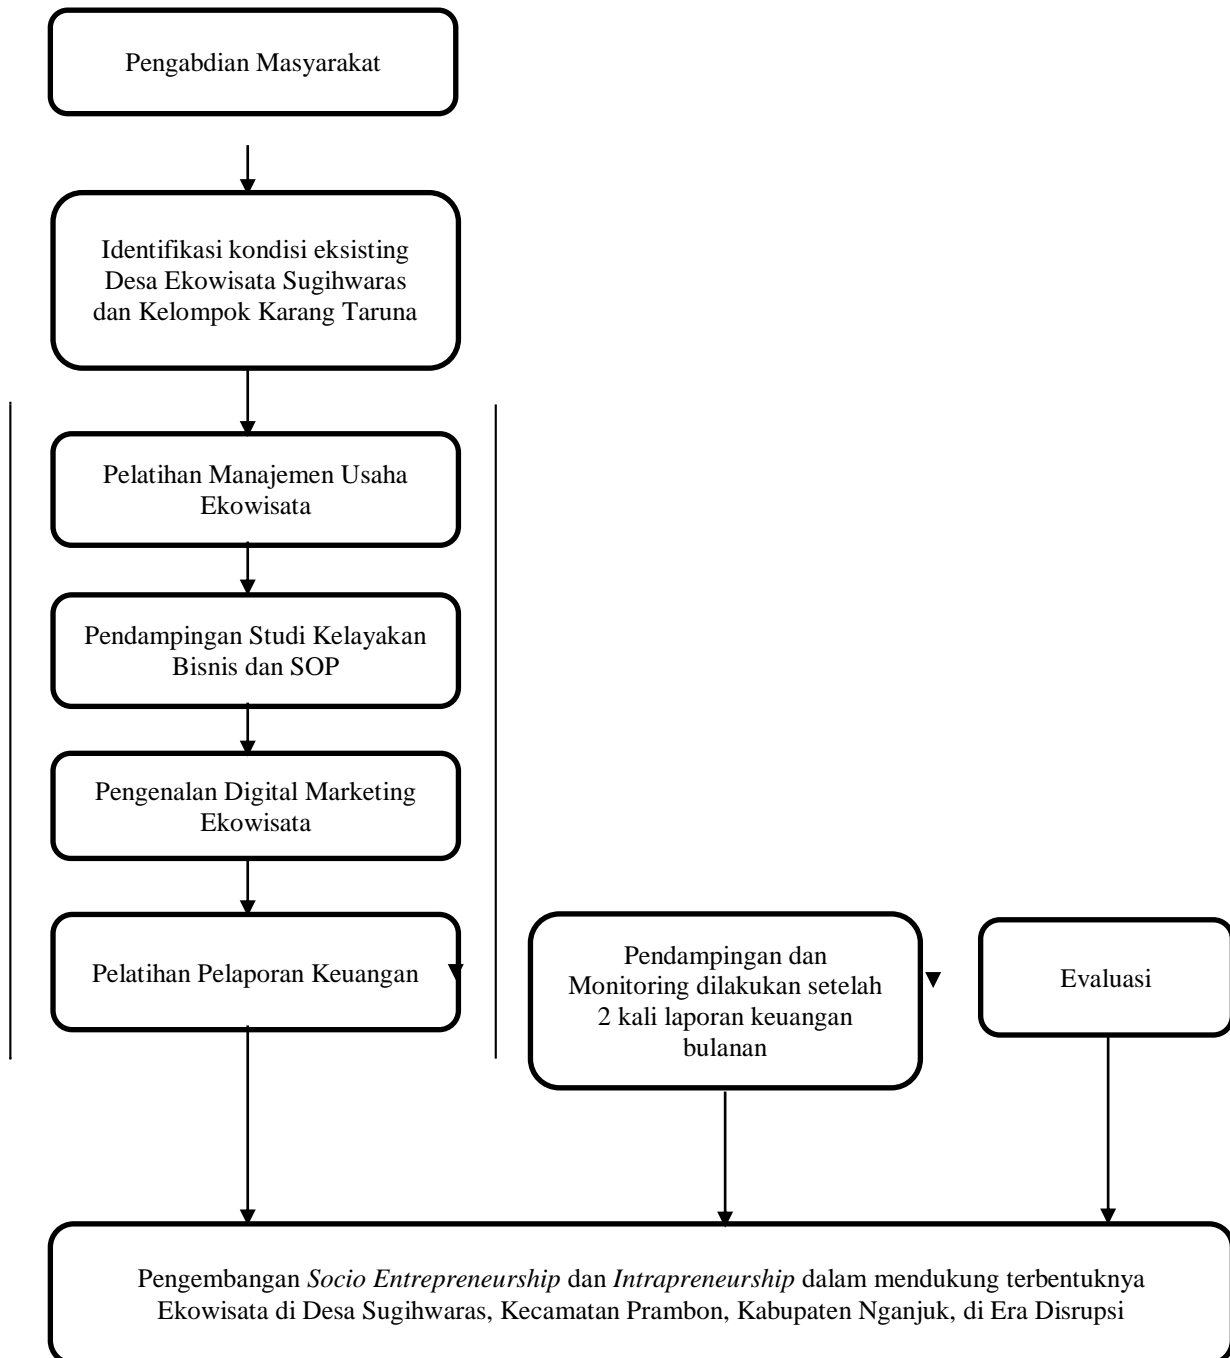 Pengabdian Masyarakat
Identifikasi kondisi eksisting
Desa Ekowisata Sugihwaras
dan Kelompok Karang Taruna
Pelatihan Manajemen Usaha
Ekowisata
Pendampingan Studi Kelayakan
Bisnis dan SOP
Pengenalan Digital Marketing
Ekowisata
Pelatihan Pelaporan Keuangan
Pendampingan dan
Monitoring dilakukan setelah
2 kali laporan keuangan
bulanan
Evaluasi
Pengembangan Socio Entrepreneurship dan Intrapreneurship dalam mendukung terbentuknya
Ekowisata di Desa Sugihwaras, Kecamatan Prambon, Kabupaten Nganjuk, di Era Disrupsi